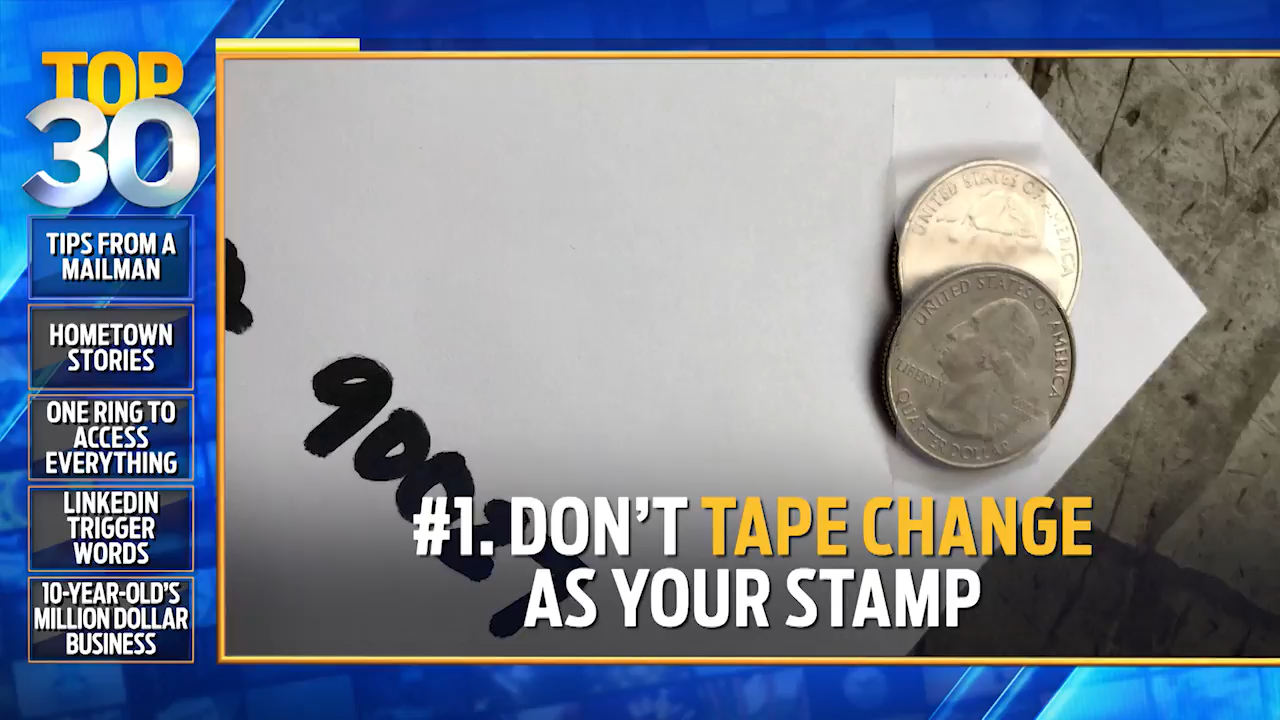 TOP
30
TIPS FROM A
MAILMAN
HOMETOWN
STORIES
ONE RING TO
ACCESS
EVERYTHING
LINKEDIN
TRIGGER
WORDS
10-YEAR-OLD'S
MILLION DOLLAR
BUSINESS
UNITED STATES OF AMERICA
UNITED STATES OF AMERICA
LIBERTY
QUARTER DOLLAR
#1. DON'T TAPE CHANGE
AS YOUR STAMP